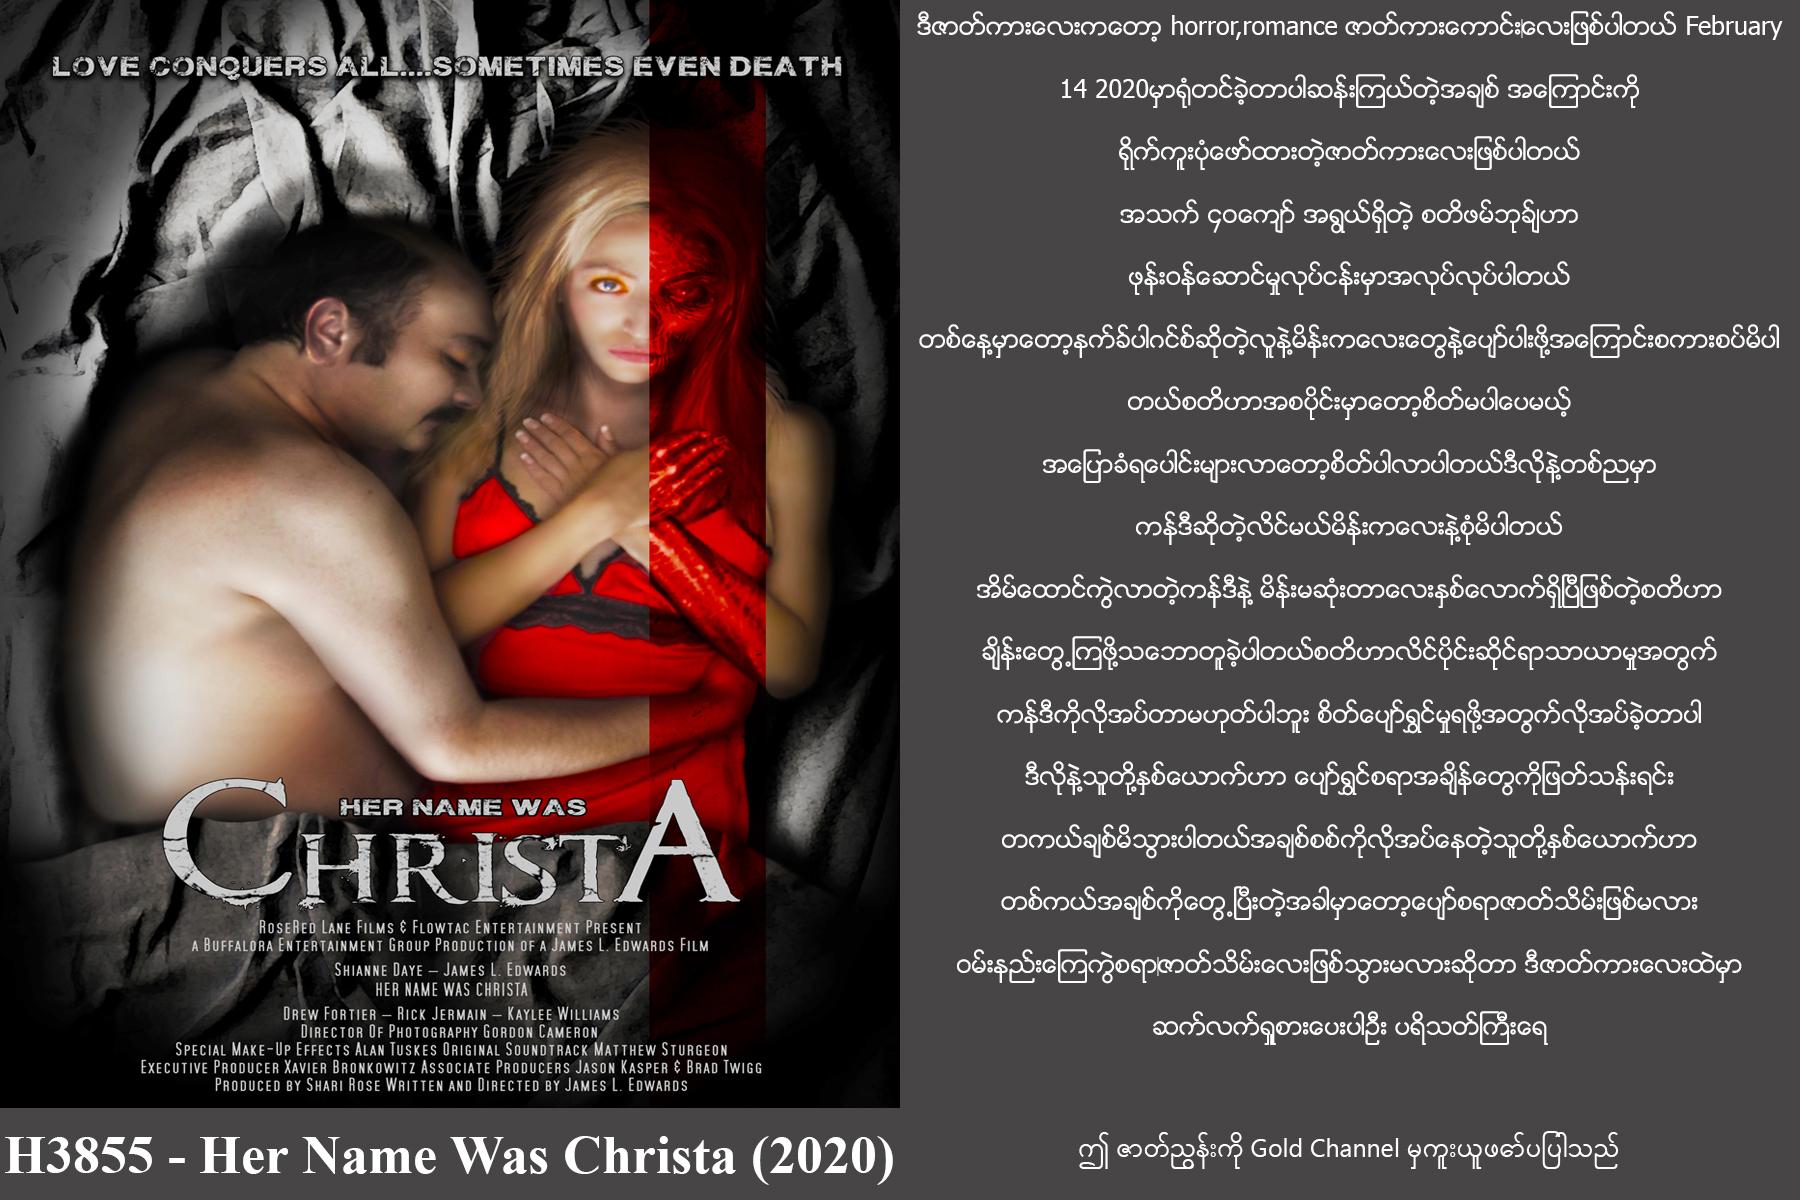 LOVE CONQUERS ALL....SOMETIMES EVEN DEATH
HER NAME WAS
CHRISTA
ROSERED LANE FILMS & FLOWTAC ENTERTAINMENT PRESENT
A BUFFALORA ENTERTAINMENT GROUP PRODUCTION OF A JAMES L. EDWARDS FILM
SHIANNE DAYE – JAMES L. EDWARDS
HER NAME WAS CHRISTA
DREW FORTIER – RICK JERMAIN – KAYLEE WILLIAMS
DIRECTOR OF PHOTOGRAPHY GORDON CAMERON
SPECIAL MAKE-UP EFFECTS ALAN TUSKES ORIGINAL SOUNDTRACK MATTHEW STURGEON
EXECUTIVE PRODUCER XAVIER BRONKOWITZ ASSOCIATE PRODUCERS JASON KASPER & BRAD TWIGG
PRODUCED BY SHARI ROSE WRITTEN AND DIRECTED BY JAMES L. EDWARDS
H3855 - Her Name Was Christa (2020)
ဒီဇာတ်ကားလေးကတော့ horror,romance ဇာတ်ကားကောင်းလေးဖြစ်ပါတယ် February
14 2020မှာရုံတင်ခဲ့တာပါဆန်းကြယ်တဲ့အချစ် အကြောင်းကို
ရိုက်ကူးပုံဖော်ထားတဲ့ဇာတ်ကားလေးဖြစ်ပါတယ်
အသက် ၄၀ကျော် အရွယ်ရှိတဲ့ စတိဖမ်ဘုခ်ျဟာ
ဖုန်းဝန်ဆောင်မှုလုပ်ငန်းမှာအလုပ်လုပ်ပါတယ်
တစ်နေ့မှာတော့နက်ခ်ပါဂင်စ်ဆိုတဲ့လူနဲ့မိန်းကလေးတွေနဲ့ပျော်ပါးဖို့အကြောင်းစကားစပ်မိပါ
တယ်စတိဟာအစပိုင်းမှာတော့စိတ်မပါပေမယ့်
အပြောခံရပေါင်းများလာတော့စိတ်ပါလာပါတယ်ဒီလိုနဲ့တစ်ညမှာ
ကန်ဒီဆိုတဲ့လိင်မယ်မိန်းကလေးနဲ့စုံမိပါတယ်
အိမ်ထောင်ကွဲလာတဲ့ကန်ဒီနဲ့ မိန်းမဆုံးတာလေးနှစ်လောက်ရှိပြီဖြစ်တဲ့စတိဟာ
ချိန်းတွေ့ကြဖို့သဘောတူခဲ့ပါတယ်စတိဟာလိင်ပိုင်းဆိုင်ရာသာယာမှုအတွက်
ကန်ဒီကိုလိုအပ်တာမဟုတ်ပါဘူး စိတ်ပျော်ရွှင်မှုရဖို့အတွက်လိုအပ်ခဲ့တာပါ
ဒီလိုနဲ့သူတို့နှစ်ယောက်ဟာ ပျော်ရွှင်စရာအချိန်တွေကိုဖြတ်သန်းရင်း
တကယ်ချစ်မိသွားပါတယ်အချစ်စစ်ကိုလိုအပ်နေတဲ့သူတို့နှစ်ယောက်ဟာ
တစ်ကယ်အချစ်ကိုတွေ့ပြီးတဲ့အခါမှာတော့ပျော်စရာဇာတ်သိမ်းဖြစ်မလား
ဝမ်းနည်းကြေကွဲစရာဇာတ်သိမ်းလေးဖြစ်သွားမလားဆိုတာ ဒီဇာတ်ကားလေးထဲမှာ
ဆက်လက်ရှုစားပေးပါဦး ပရိသတ်ကြီးရေ
ဤ ဇာတ်ညွှန်းကို Gold Channel မှကူးယူဖော်ပြပါသည်